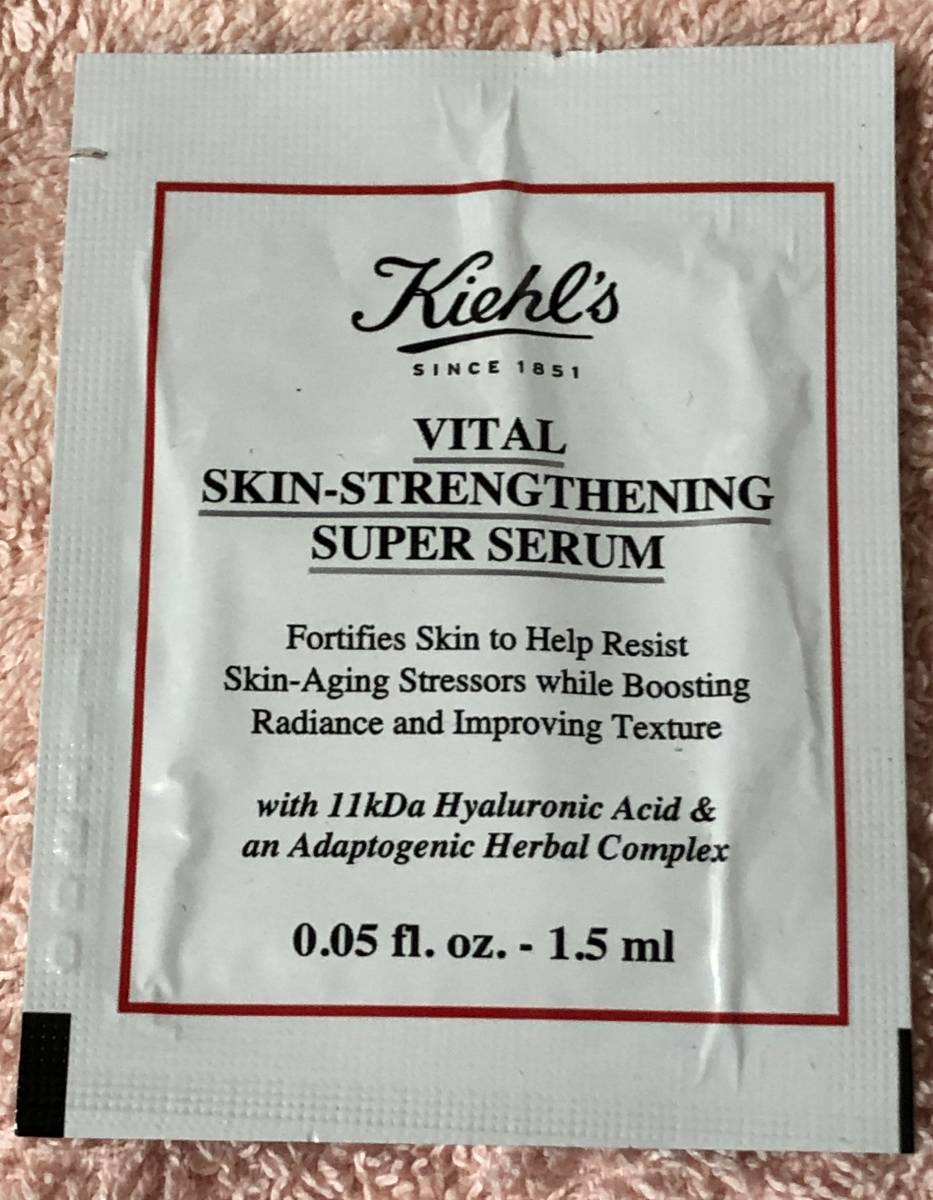 Kiehl's
SINCE 1851
VITAL
SKIN-STRENGTHENING
SUPER SERUM
Fortifies Skin to Help Resist
Skin-Aging Stressors while Boosting
Radiance and Improving Texture
with 11kDa Hyaluronic Acid &
an Adaptogenic Herbal Complex
0.05 fl. oz. - 1.5 ml